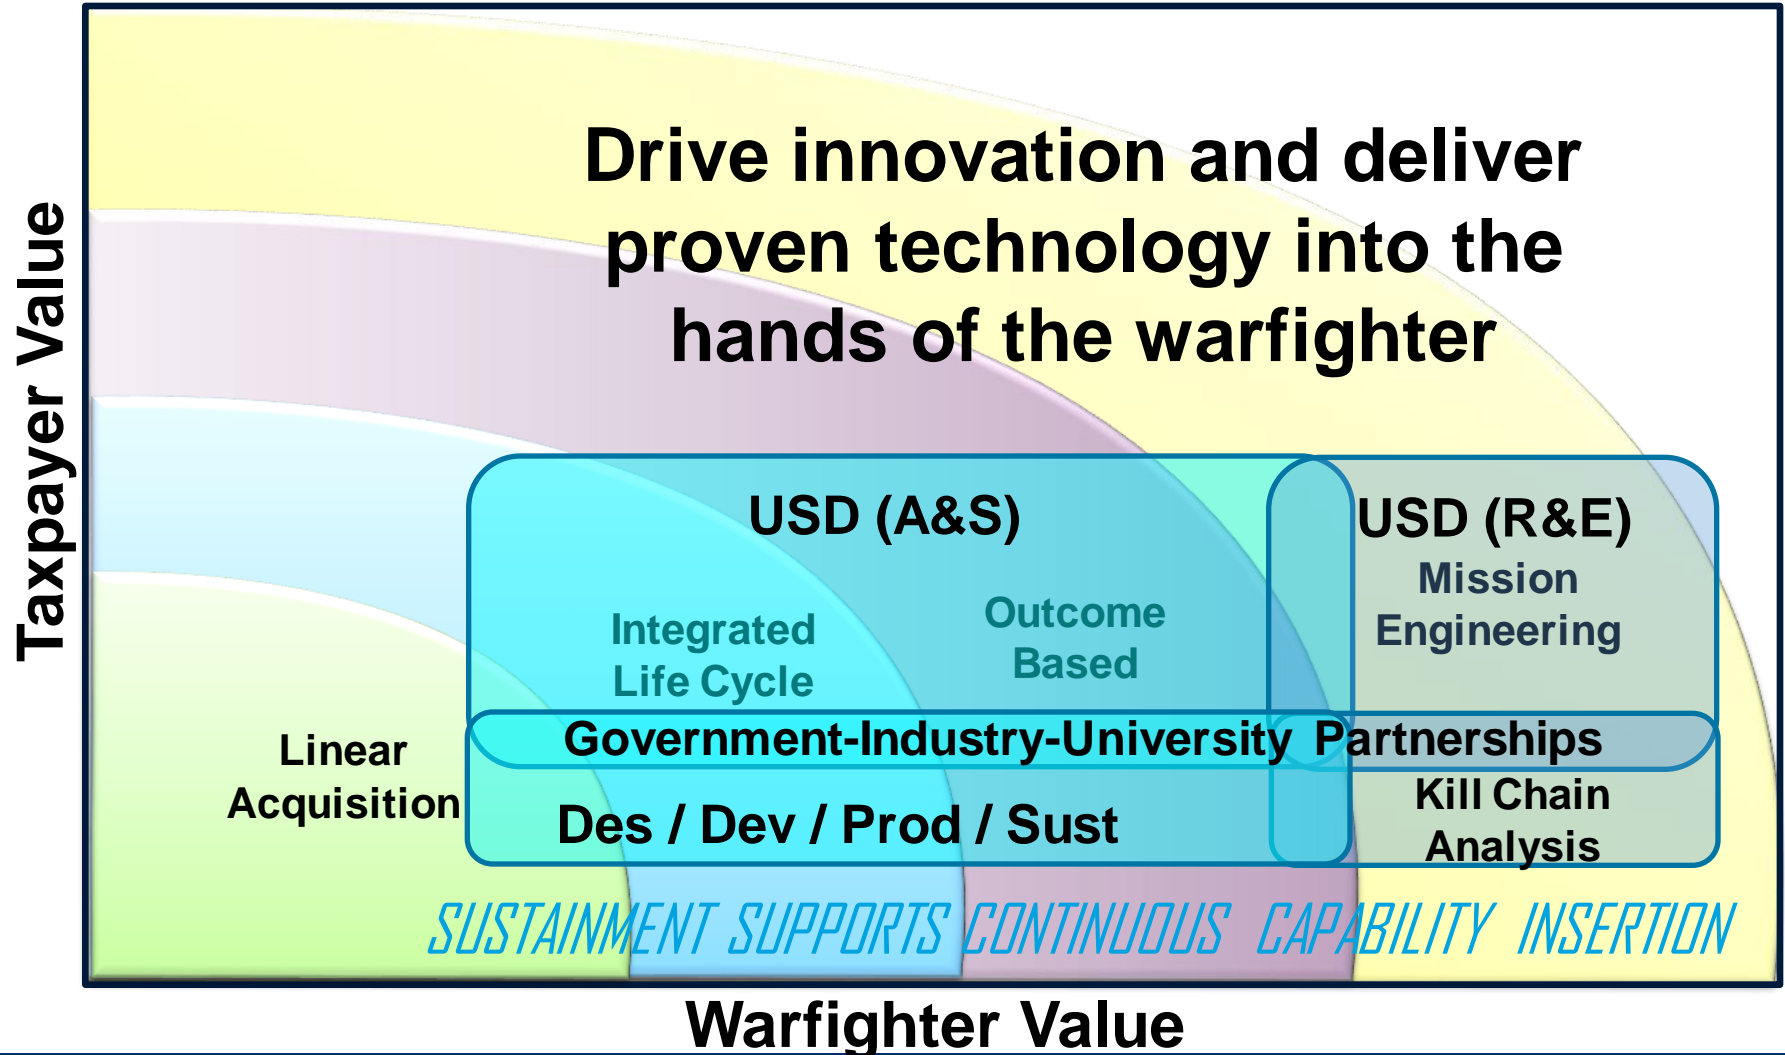 Drive innovation and deliver
proven technology into the
hands of the warfighter
Taxpayer Value
USD (A&S)
USD (R&E)
Mission
Engineering
Integrated
Life Cycle
Outcome
Based
Linear
Acquisition
Government-Industry-University Partnerships
Des / Dev / Prod / Sust
Kill Chain
Analysis
SUSTAINMENT SUPPORTS CONTINUOUS CAPABILITY INSERTION
Warfighter Value